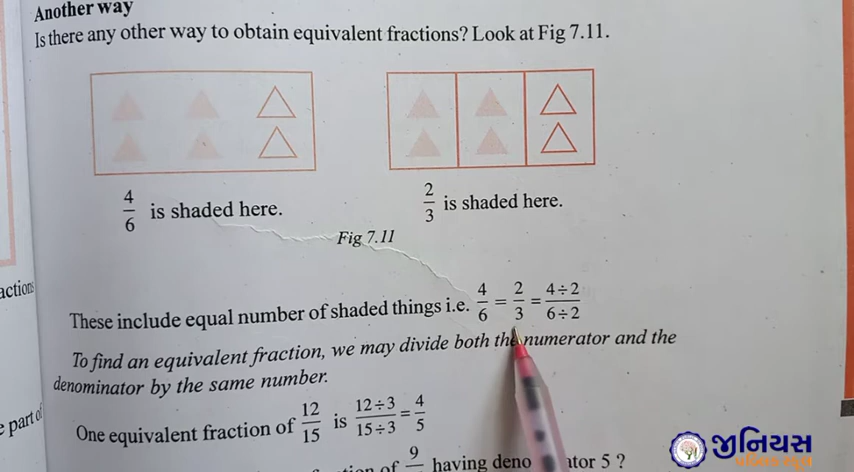 Another way
Is there any other way to obtain equivalent fractions? Look at Fig 7.11.
4/6 is shaded here.
2/3 is shaded here.
Fig 7.11
actions
These include equal number of shaded things i.e. 4/6 = 2/3 = 4÷2/6÷2
To find an equivalent fraction, we may divide both the numerator and the
denominator by the same number.
e part of
One equivalent fraction of 12/15 is 12÷3/15÷3 = 4/5
of 9 having deno ator 5 ?
જીનિયસ